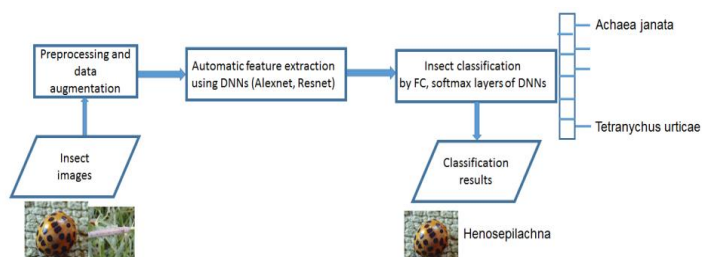 Preprocessing and
data
augmentation
Automatic feature extraction
using DNNs (Alexnet, Resnet)
Insect classification
by FC, softmax layers of DNNs
Achaea janata
Tetranychus urticae
Insect
images
Classification
results
Henosepilachna